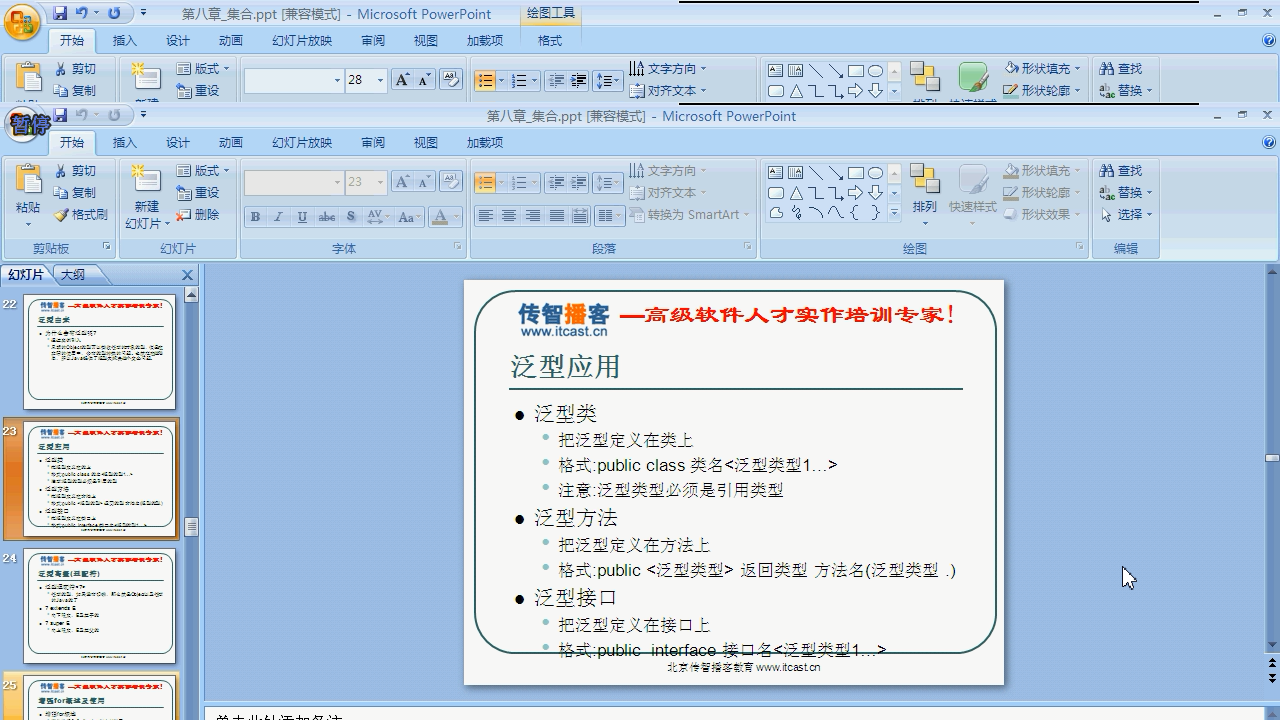 第八章_集合.ppt [兼容模式] - Microsoft PowerPoint
绘图工具
开始 插入 设计 动画 幻灯片放映 审阅 视图 加载项 格式
剪切 版式 28 文字方向 形状填充 查找
复制 重设 对齐文本 形状轮廓 替换
暂停
第八章_集合.ppt [兼容模式] - Microsoft PowerPoint
开始 插入 设计 动画 幻灯片放映 审阅 视图 加载项
剪切 版式 23 文字方向 形状填充 查找
复制 重设 对齐文本 形状轮廓 替换
粘贴 格式刷 新建 幻灯片 删除 转换为 SmartArt 排列 快速样式 形状效果 选择
剪贴板 幻灯片 字体 段落 绘图 编辑
幻灯片 大纲
22
23
泛型应用
24
25
传智播客 —高级软件人才实作培训专家!
www.itcast.cn
泛型应用
泛型类
把泛型定义在类上
格式:public class 类名<泛型类型1…>
注意:泛型类型必须是引用类型
泛型方法
把泛型定义在方法上
格式:public <泛型类型> 返回类型 方法名(泛型类型 .)
泛型接口
把泛型定义在接口上
格式:public interface 接口名<泛型类型1…>
北京传智播客教育 www.itcast.cn
单击此处添加备注